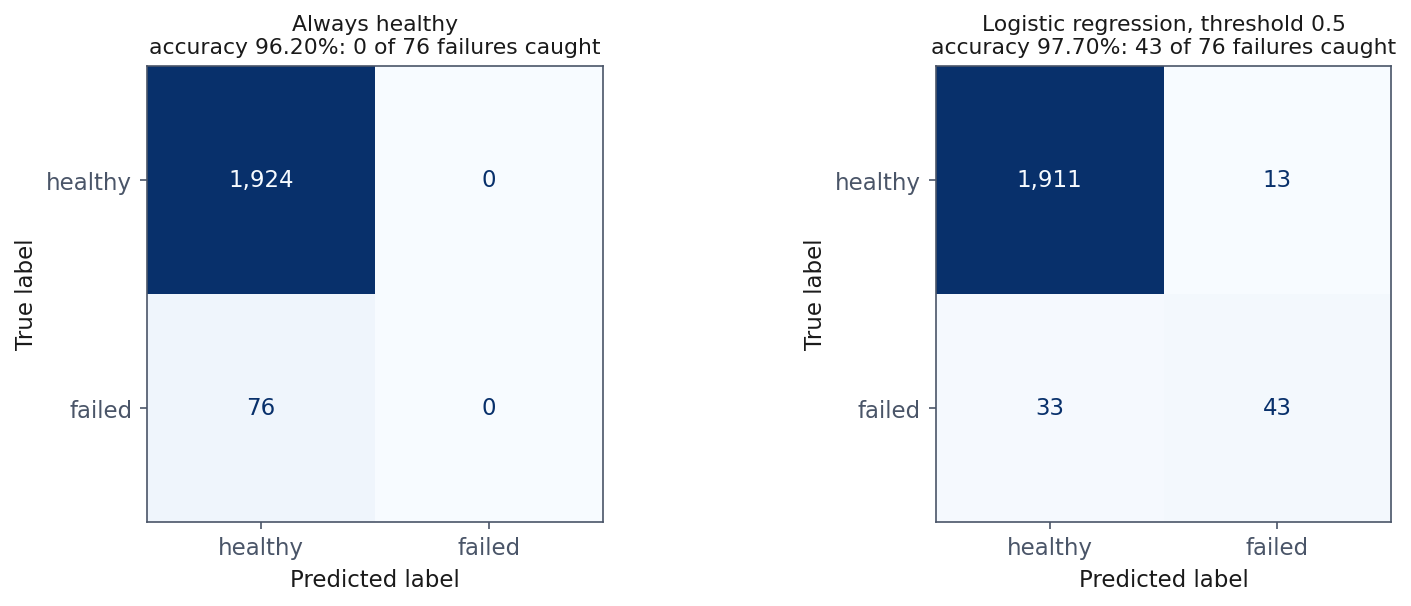 Always healthy
accuracy 96.20%: 0 of 76 failures caught
True label
healthy
1,924
0
failed
76
0
healthy
failed
Predicted label
Logistic regression, threshold 0.5
accuracy 97.70%: 43 of 76 failures caught
True label
healthy
1,911
13
failed
33
43
healthy
failed
Predicted label